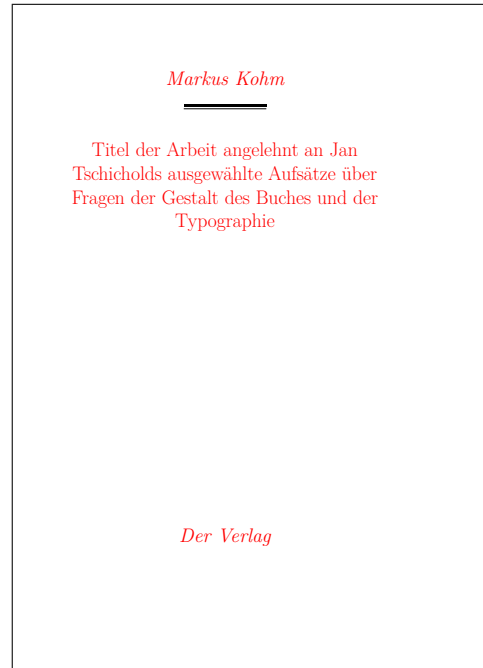 Markus Kohm
Titel der Arbeit angelehnt an Jan
Tschicholds ausgewählte Aufsätze über
Fragen der Gestalt des Buches und der
Typographie
Der Verlag